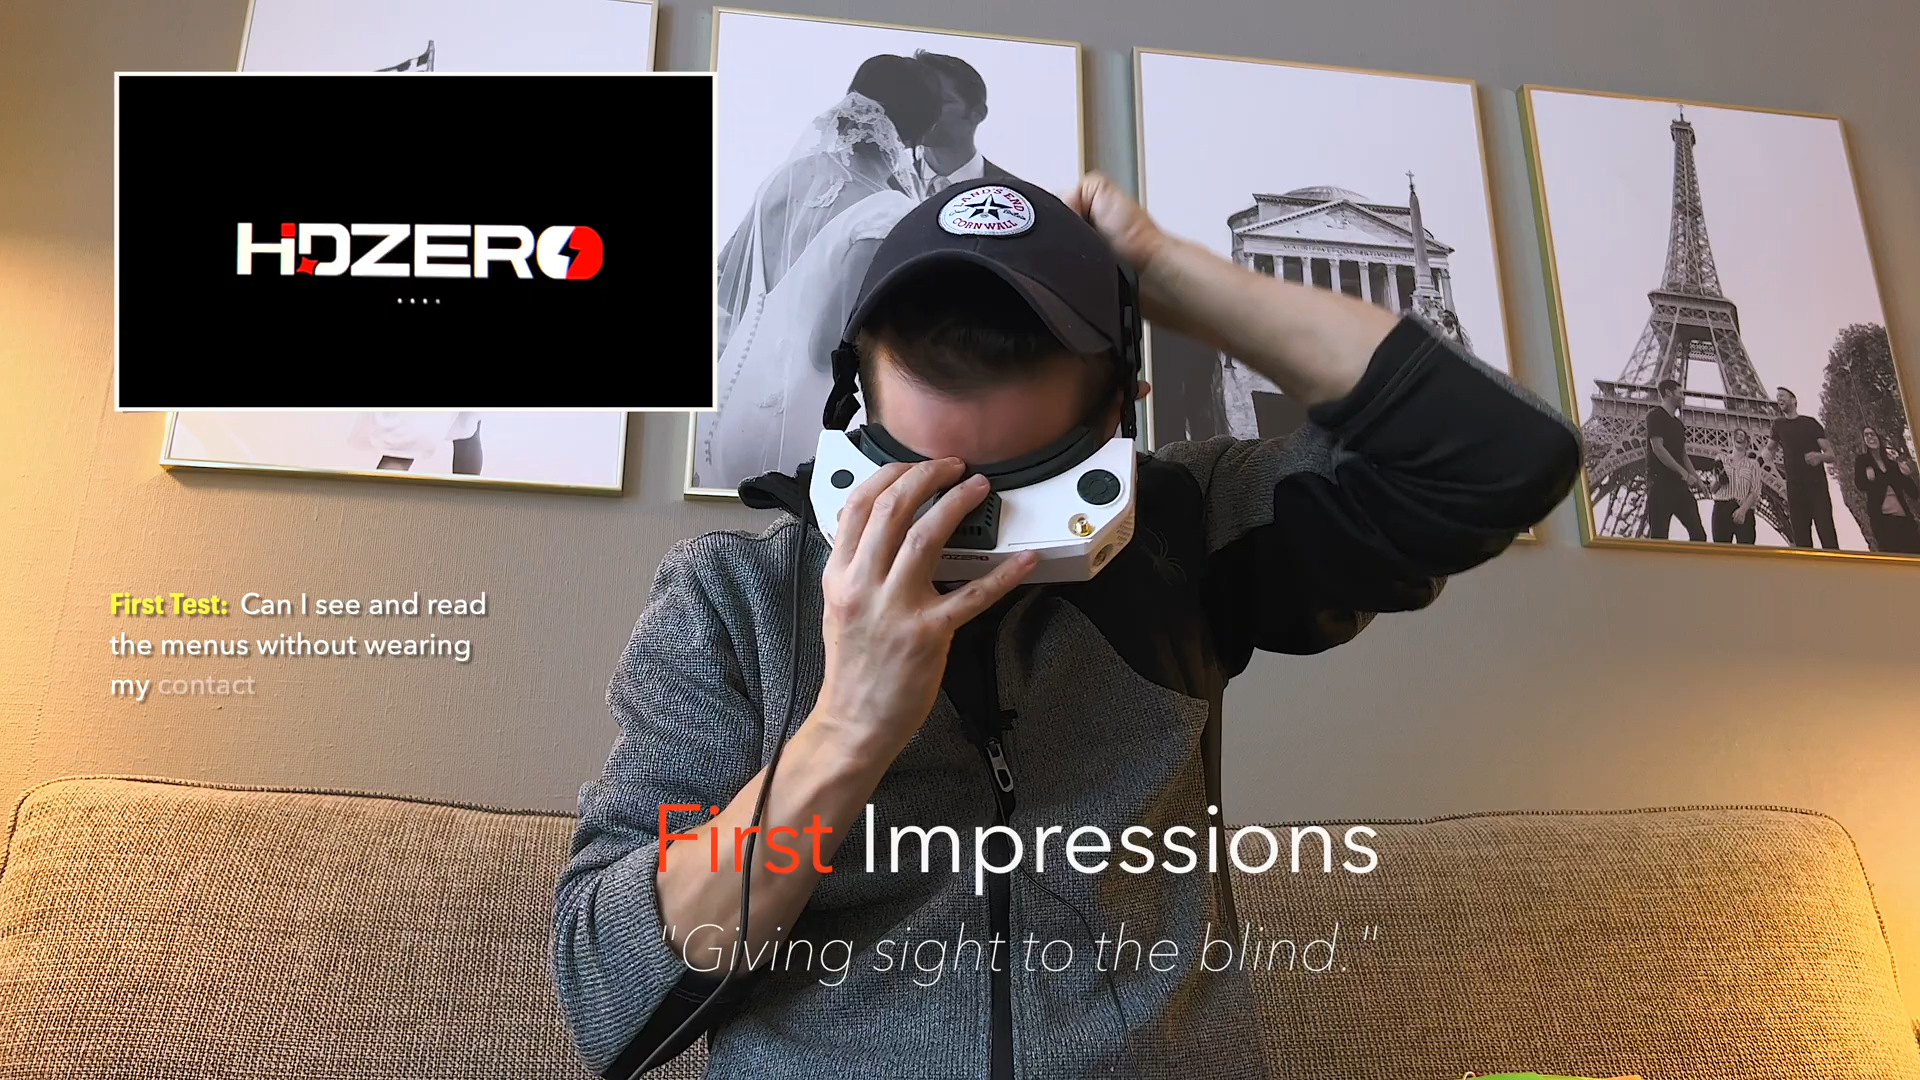 HDZERO
LAND'S END
CORNWALL
HDZERO
First Test: Can I see and read
the menus without wearing
my contact
First Impressions
"Giving sight to the blind."